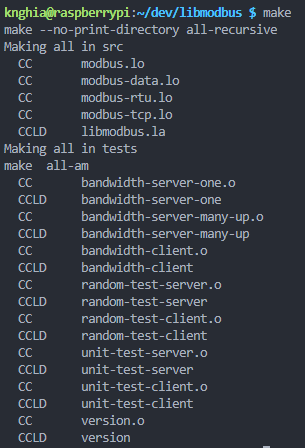 knghia@raspberrypi:~/dev/libmodbus $ make
make --no-print-directory all-recursive
Making all in src
  CC       modbus.lo
  CC       modbus-data.lo
  CC       modbus-rtu.lo
  CC       modbus-tcp.lo
  CCLD     libmodbus.la
Making all in tests
make  all-am
  CC       bandwidth-server-one.o
  CCLD     bandwidth-server-one
  CC       bandwidth-server-many-up.o
  CCLD     bandwidth-server-many-up
  CC       bandwidth-client.o
  CCLD     bandwidth-client
  CC       random-test-server.o
  CCLD     random-test-server
  CC       random-test-client.o
  CCLD     random-test-client
  CC       unit-test-server.o
  CCLD     unit-test-server
  CC       unit-test-client.o
  CCLD     unit-test-client
  CC       version.o
  CCLD     version